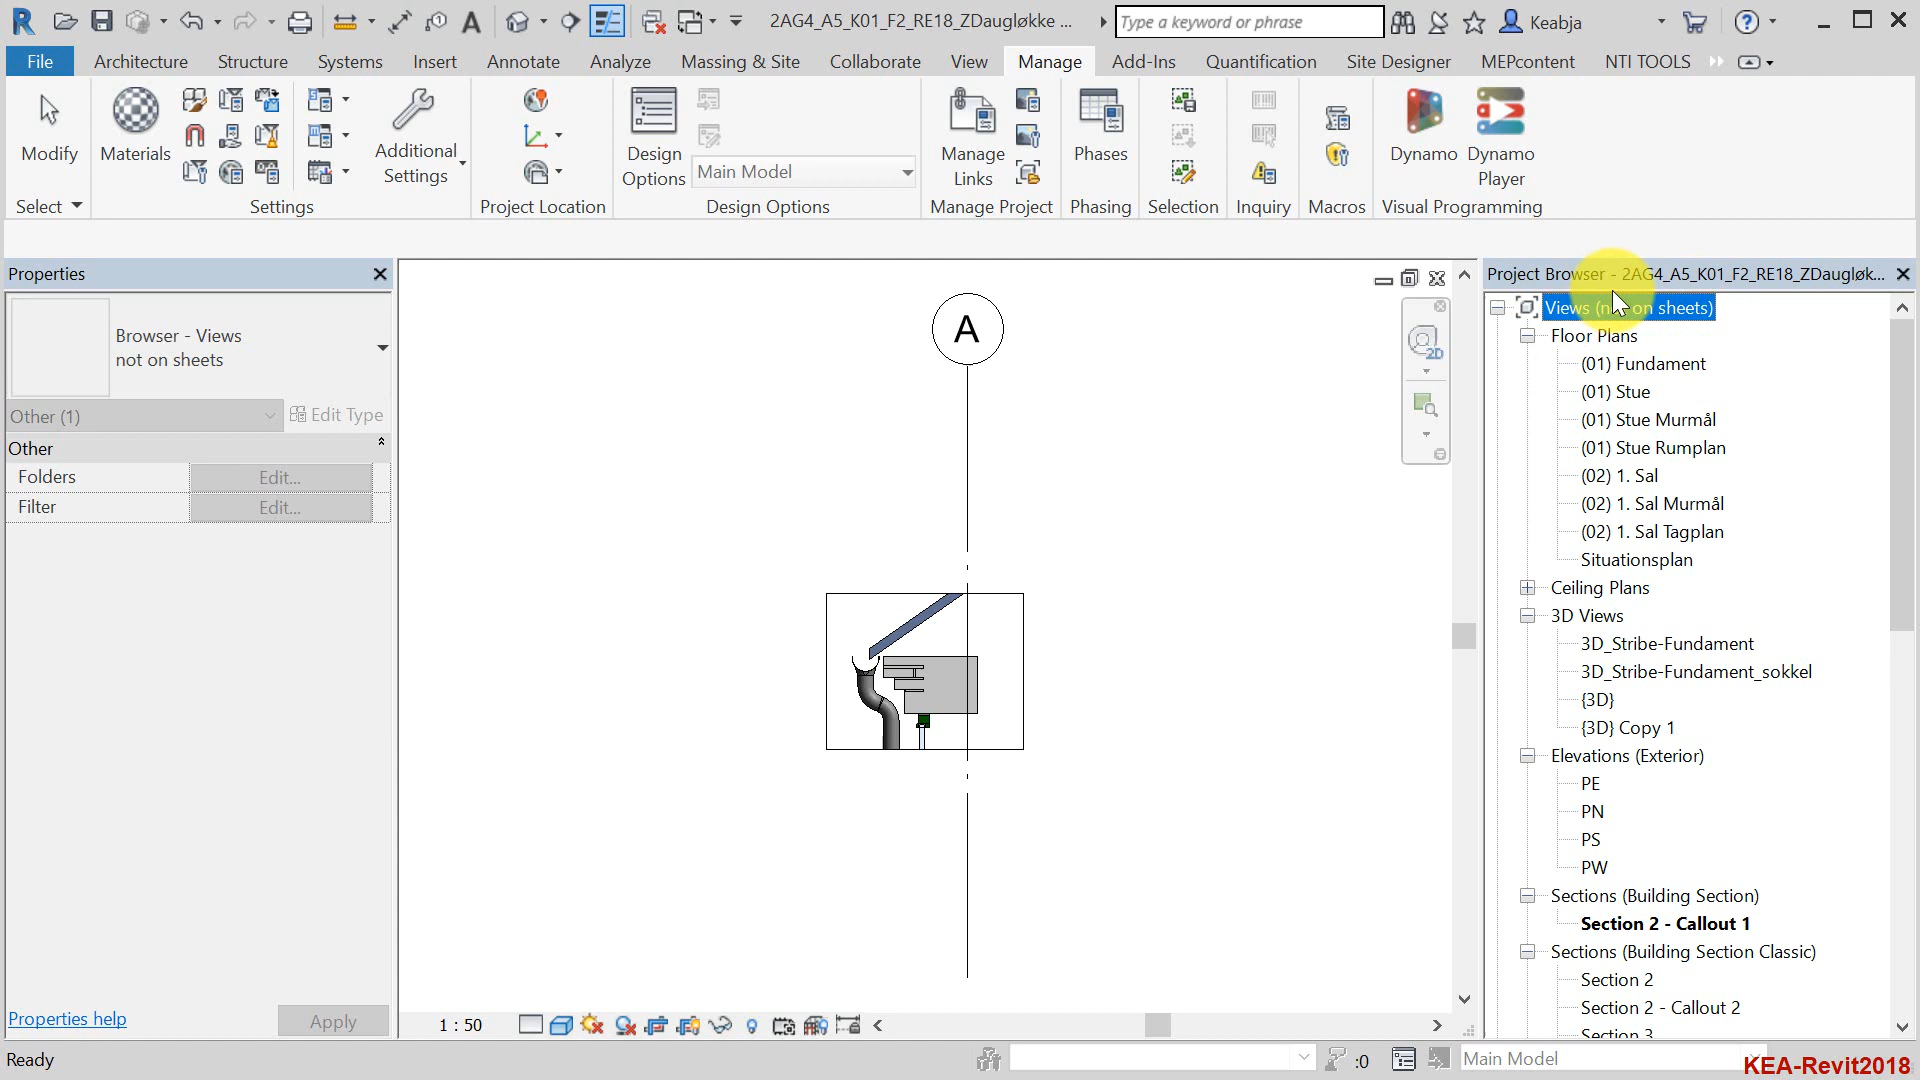 2AG4_A5_K01_F2_RE18_ZDaugløkke ...
Type a keyword or phrase
Keabja
File
Architecture
Structure
Systems
Insert
Annotate
Analyze
Massing & Site
Collaborate
View
Manage
Add-Ins
Quantification
Site Designer
MEPcontent
NTI TOOLS
Modify
Materials
Additional
Settings
Design
Options
Main Model
Manage
Links
Phases
Dynamo
Dynamo
Player
Select
Settings
Project Location
Design Options
Manage Project
Phasing
Selection
Inquiry
Macros
Visual Programming
Properties
Browser - Views
not on sheets
Other (1)
Edit Type
Other
Folders
Edit...
Filter
Edit...
Properties help
Apply
A
2D
1 : 50
Project Browser - 2AG4_A5_K01_F2_RE18_ZDaugløk...
Views (not on sheets)
Floor Plans
(01) Fundament
(01) Stue
(01) Stue Murmål
(01) Stue Rumplan
(02) 1. Sal
(02) 1. Sal Murmål
(02) 1. Sal Tagplan
Situationsplan
Ceiling Plans
3D Views
3D_Stribe-Fundament
3D_Stribe-Fundament_sokkel
{3D}
{3D} Copy 1
Elevations (Exterior)
PE
PN
PS
PW
Sections (Building Section)
Section 2 - Callout 1
Sections (Building Section Classic)
Section 2
Section 2 - Callout 2
Section 3
Ready
:0
Main Model
KEA-Revit2018